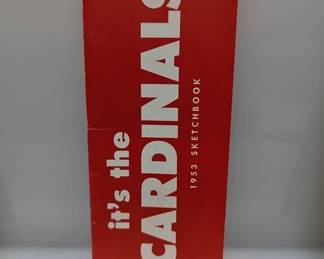 it's the
CARDINALS
1953 SKETCHBOOK